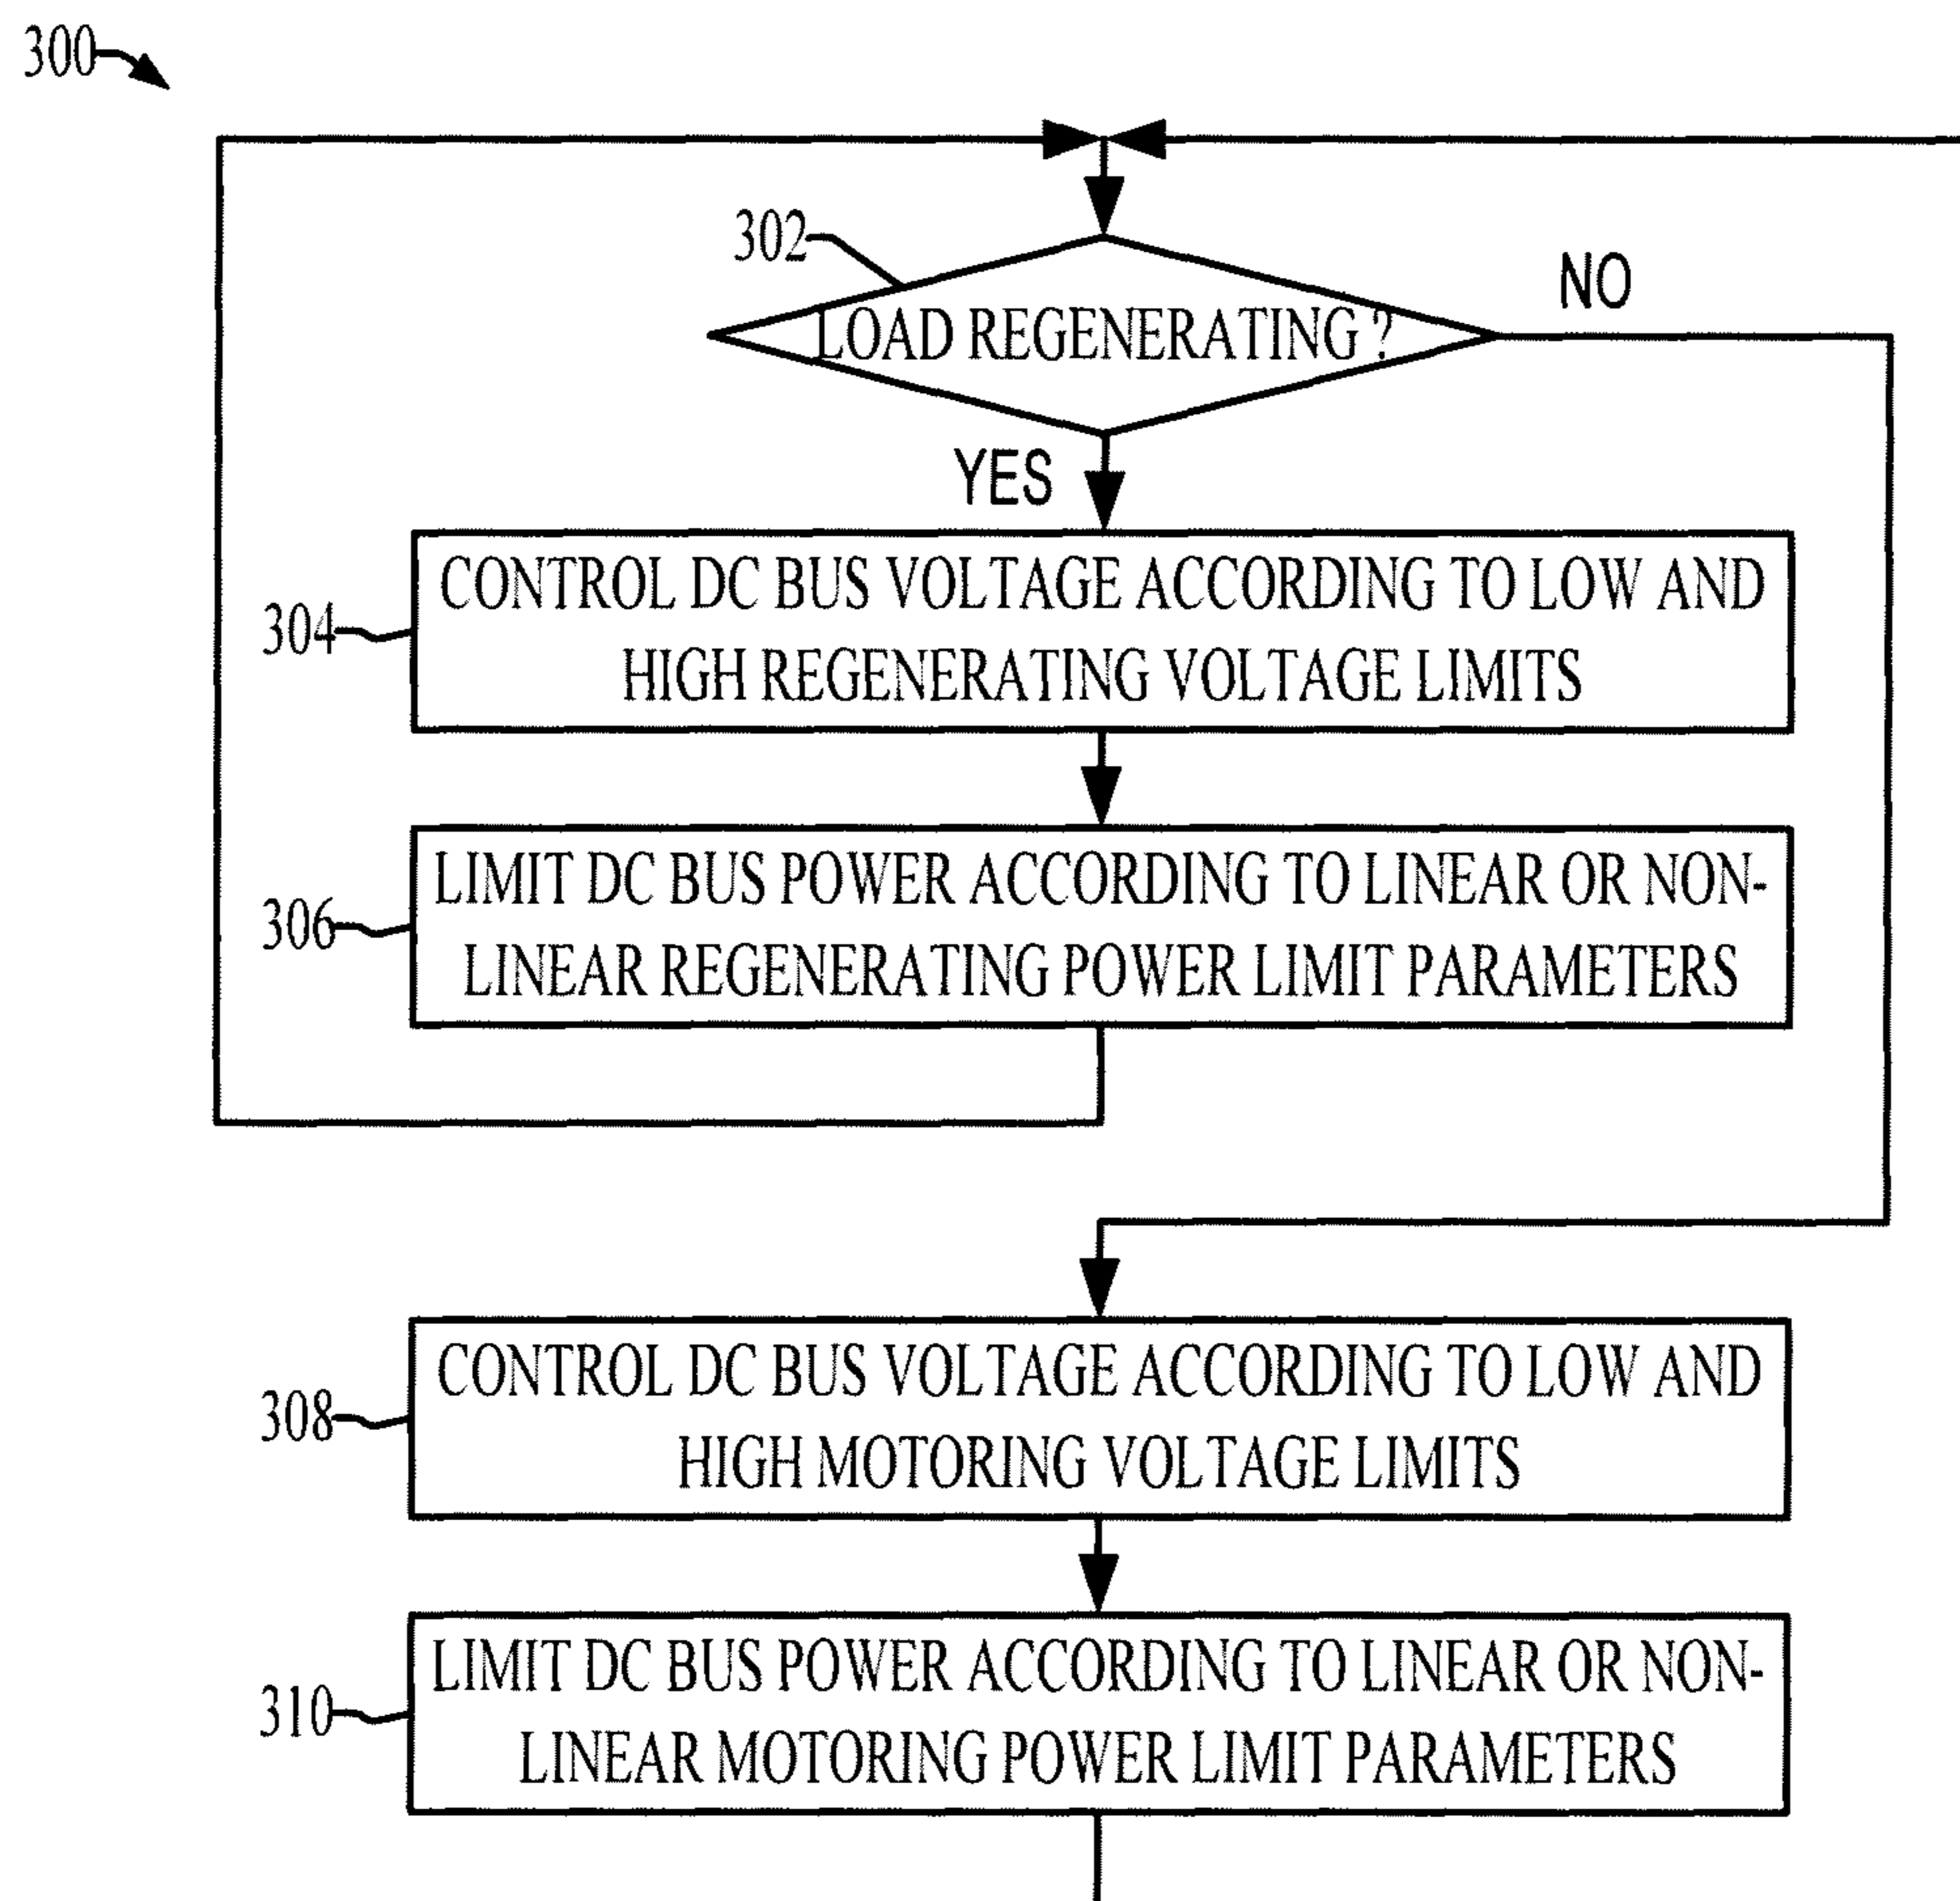 300
302
LOAD REGENERATING ?
NO
YES
304
CONTROL DC BUS VOLTAGE ACCORDING TO LOW AND
HIGH REGENERATING VOLTAGE LIMITS
306
LIMIT DC BUS POWER ACCORDING TO LINEAR OR NON-
LINEAR REGENERATING POWER LIMIT PARAMETERS
308
CONTROL DC BUS VOLTAGE ACCORDING TO LOW AND
HIGH MOTORING VOLTAGE LIMITS
310
LIMIT DC BUS POWER ACCORDING TO LINEAR OR NON-
LINEAR MOTORING POWER LIMIT PARAMETERS